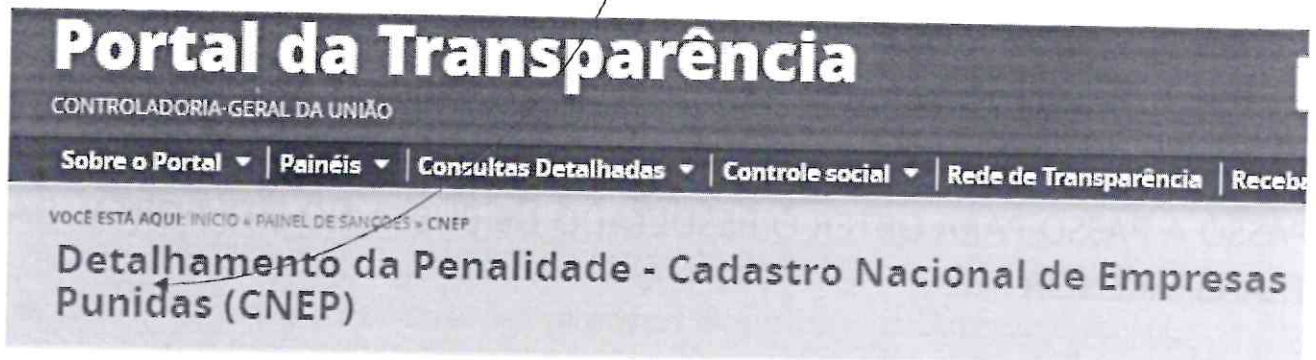 Portal da Transparência
CONTROLADORIA-GERAL DA UNIÃO
Sobre o Portal Painéis Consultas Detalhadas Controle social Rede de Transparência Receba
VOCÊ ESTÁ AQUI: INÍCIO » PAINEL DE SANÇÕES » CNEP
Detalhamento da Penalidade - Cadastro Nacional de Empresas
Punidas (CNEP)